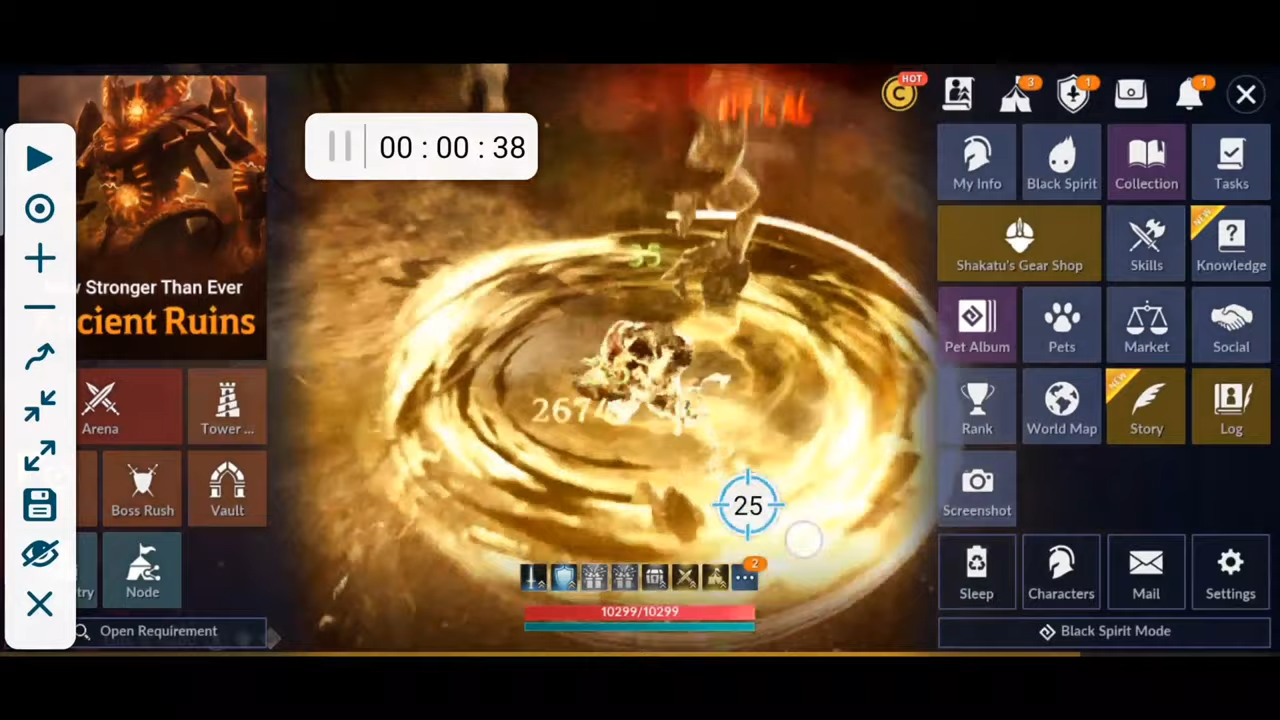 HOT
3
1
1
00 : 00 : 38
My Info
Black Spirit
Collection
Tasks
Shakatu's Gear Shop
Skills
NEW
Knowledge
Stronger Than Ever
cient Ruins
35
Pet Album
Pets
Market
Social
Arena
Tower ...
2674
Rank
World Map
NEW
Story
Log
Boss Rush
Vault
25
Screenshot
try
Node
2
10299/10299
Sleep
Characters
Mail
Settings
Open Requirement
Black Spirit Mode